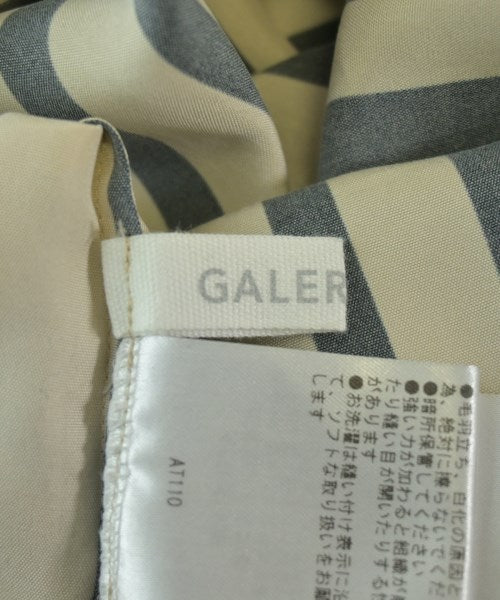 GALER
●毛羽立ち、白化の原因と
為、絶対に擦らないでくだ
●暗所保管してください
●強い力が加わると組織が
たり縫い目が開いたりする
があります
●お洗濯は縫い付け表示に
て、ソフトな取り扱いをお願
します
AT110